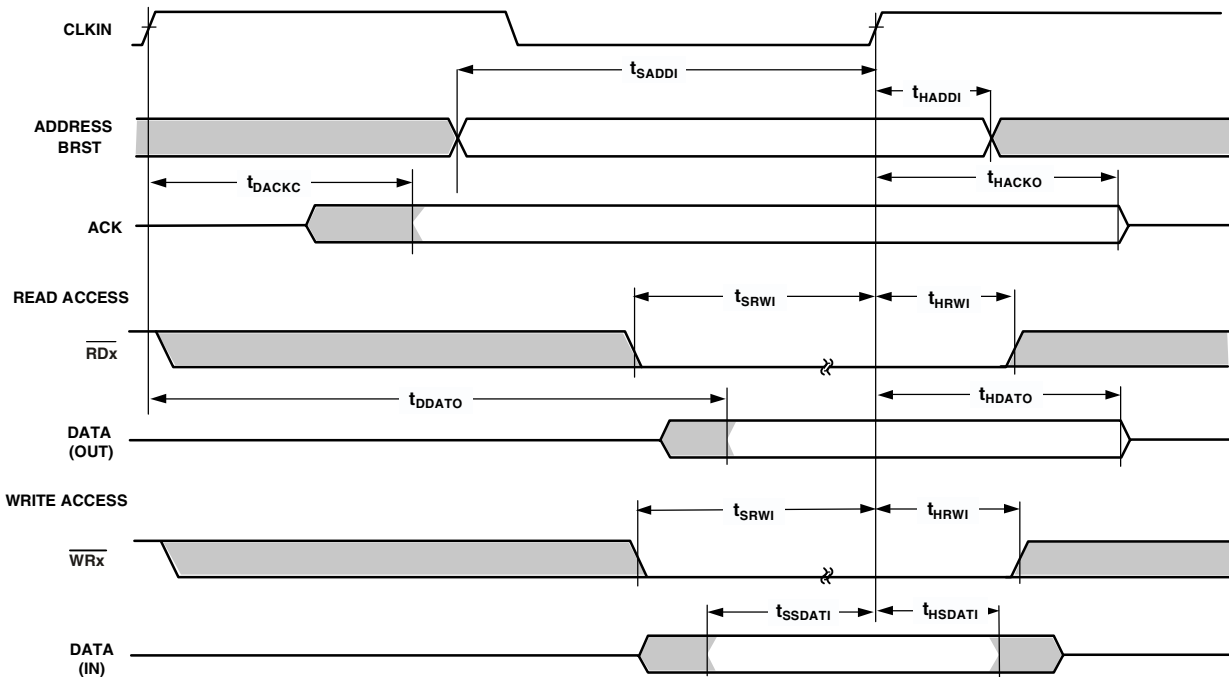 CLKIN
tSADDI
tHADDI
ADDRESS
BRST
tDACKC
tHACKO
ACK
READ ACCESS
tSRWI
tHRWI
RDx
tDDATO
tHDATO
DATA
(OUT)
WRITE ACCESS
tSRWI
tHRWI
WRx
tSSDATI
tHSDATI
DATA
(IN)